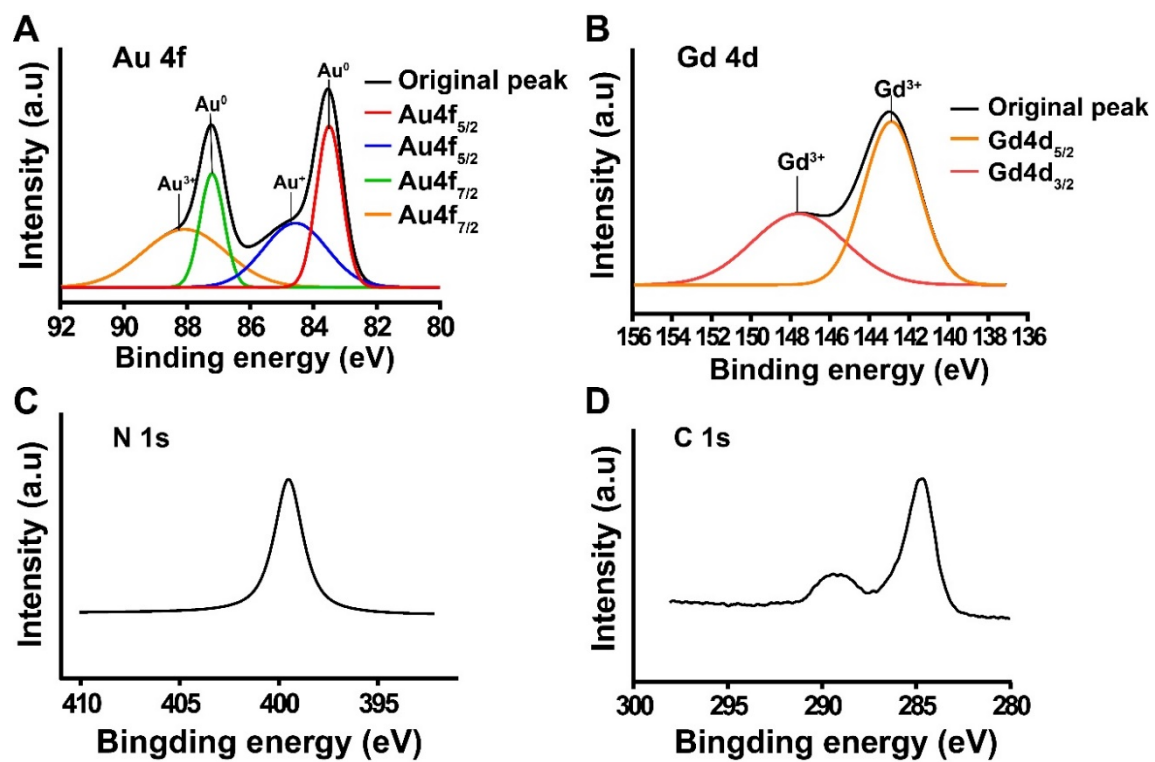 A
Au 4f
Au⁰
Au⁰
Au³⁺
Au⁺
Original peak
Au4f5/2
Au4f5/2
Au4f7/2
Au4f7/2
Intensity (a.u)
92 90 88 86 84 82 80
Binding energy (eV)
B
Gd 4d
Gd³⁺
Gd³⁺
Original peak
Gd4d5/2
Gd4d3/2
Intensity (a.u)
156 154 152 150 148 146 144 142 140 138 136
Binding energy (eV)
C
N 1s
Intensity (a.u)
410 405 400 395
Bingding energy (eV)
D
C 1s
Intensity (a.u)
300 295 290 285 280
Bingding energy (eV)